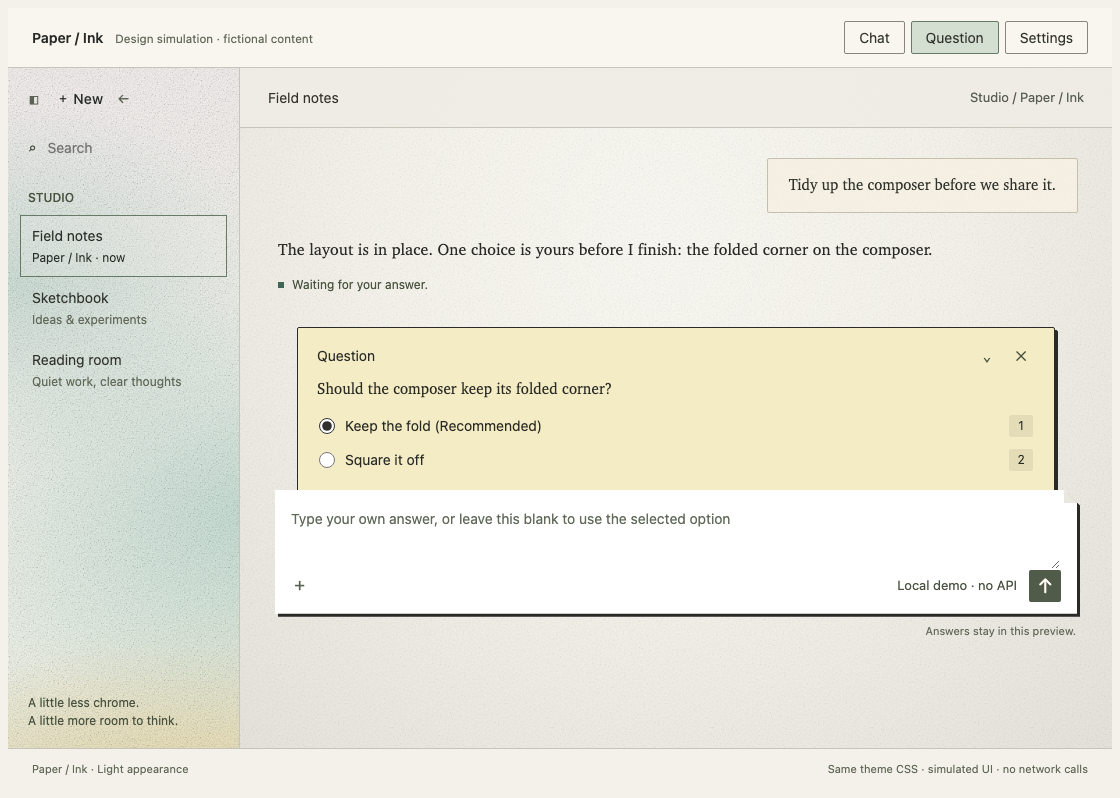 Paper / Ink Design simulation · fictional content
Chat Question Settings
+ New ←
Search
STUDIO
Field notes
Paper / Ink · now
Sketchbook
Ideas & experiments
Reading room
Quiet work, clear thoughts
A little less chrome.
A little more room to think.
Field notes
Studio / Paper / Ink
Tidy up the composer before we share it.
The layout is in place. One choice is yours before I finish: the folded corner on the composer.
Waiting for your answer.
Question
Should the composer keep its folded corner?
Keep the fold (Recommended) 1
Square it off 2
Type your own answer, or leave this blank to use the selected option
+ Local demo · no API
Answers stay in this preview.
Paper / Ink · Light appearance
Same theme CSS · simulated UI · no network calls